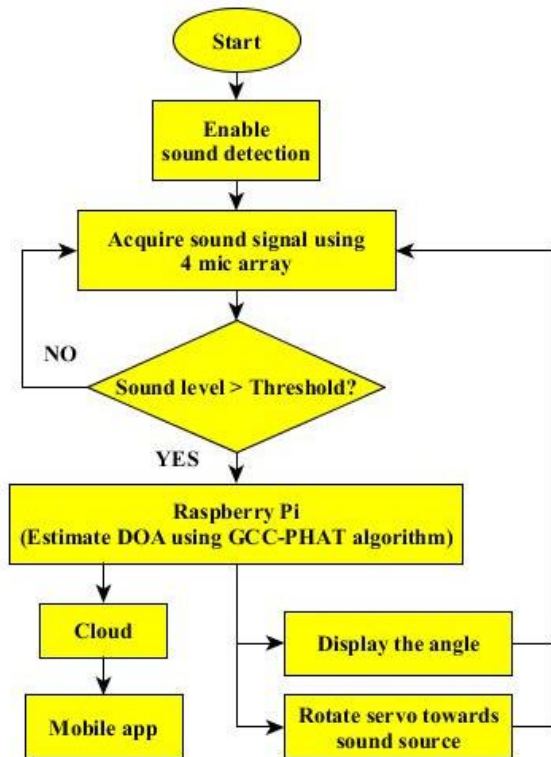 Start
Enable
sound detection
Acquire sound signal using
4 mic array
NO
Sound level > Threshold?
YES
Raspberry Pi
(Estimate DOA using GCC-PHAT algorithm)
Cloud
Display the angle
Mobile app
Rotate servo towards
sound source